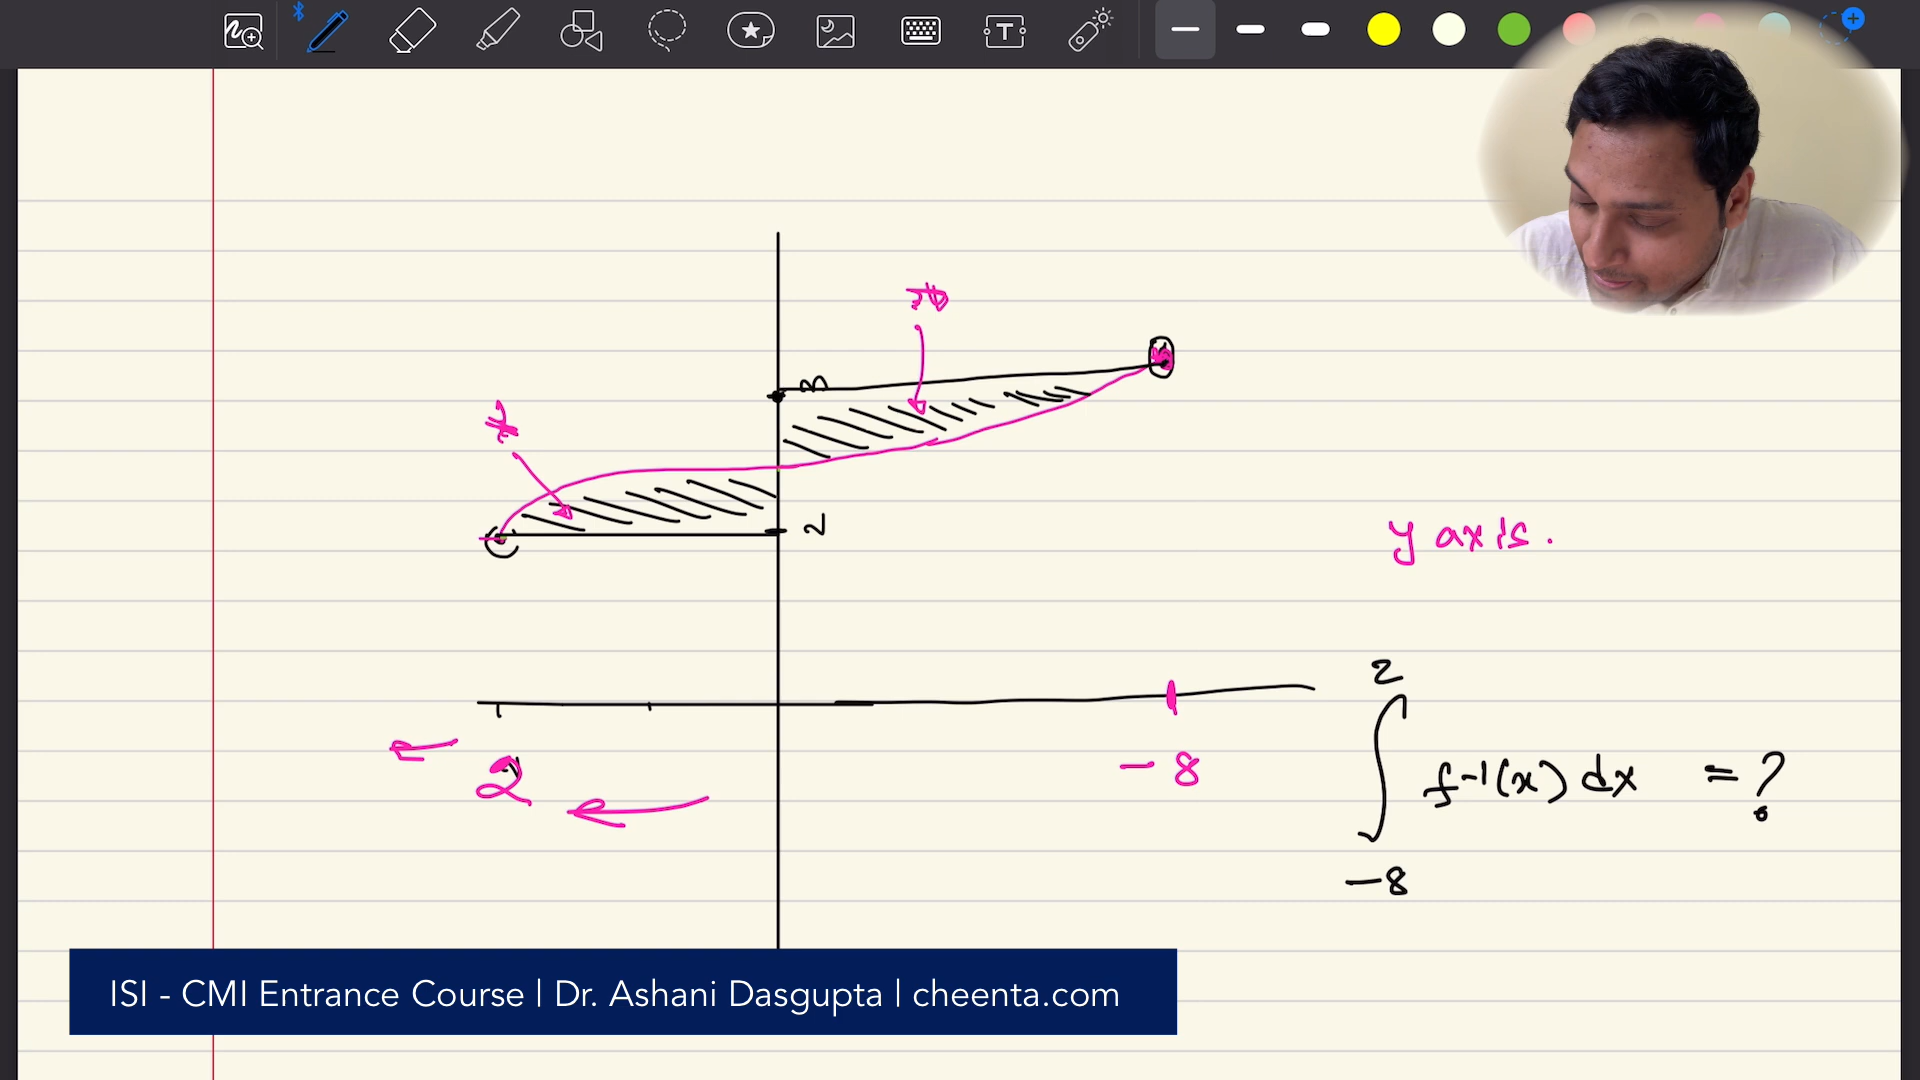 T
3
2
y axis.
2
2
- 8
∫ f-1(x) dx = ?
-8
ISI - CMI Entrance Course | Dr. Ashani Dasgupta | cheenta.com